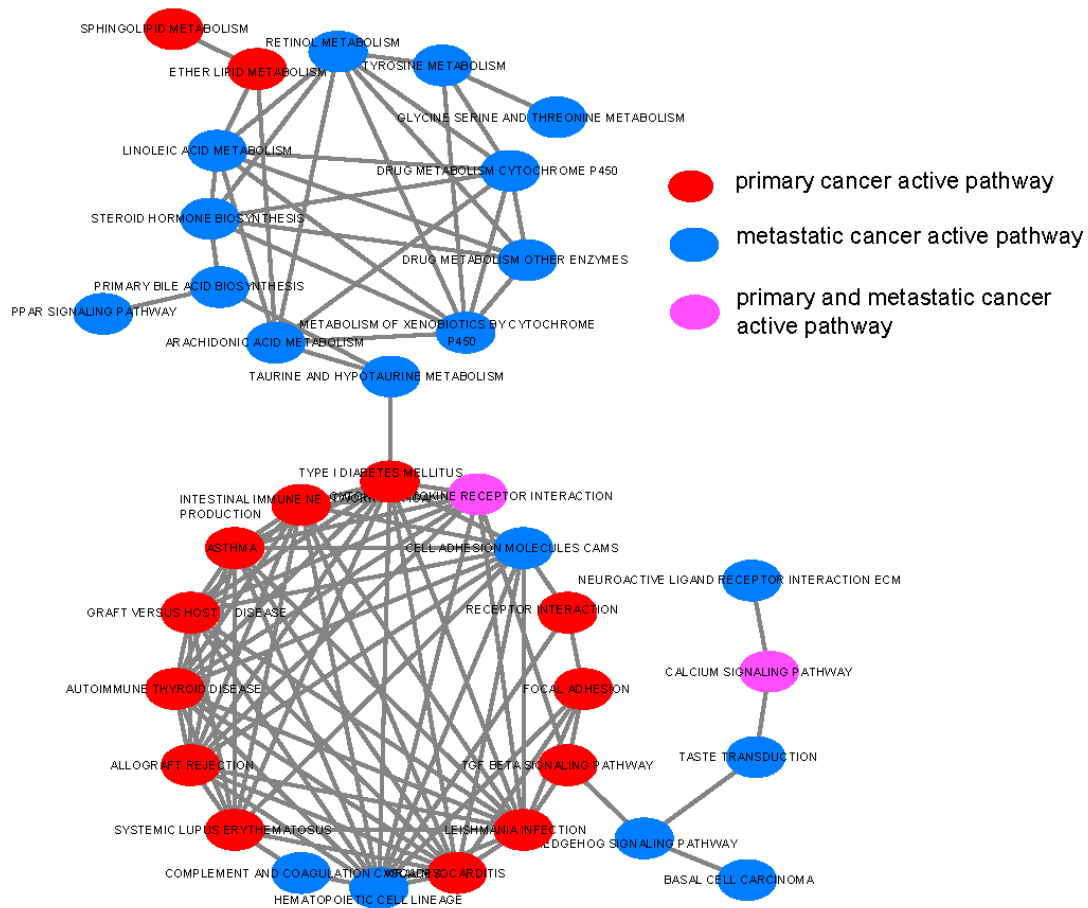 SPHINGOLIPID METABOLISM
RETINOL METABOLISM
TYROSINE METABOLISM
ETHER LIPID METABOLISM
GLYCINE SERINE AND THREONINE METABOLISM
LINOLEIC ACID METABOLISM
DRUG METABOLISM CYTOCHROME P450
primary cancer active pathway
STEROID HORMONE BIOSYNTHESIS
metastatic cancer active pathway
DRUG METABOLISM OTHER ENZYMES
PRIMARY BILE ACID BIOSYNTHESIS
PPAR SIGNALING PATHWAY
primary and metastatic cancer
active pathway
METABOLISM OF XENOBIOTICS BY CYTOCHROME
P450
ARACHIDONIC ACID METABOLISM
TAURINE AND HYPOTAURINE METABOLISM
TYPE I DIABETES MELLITUS
INTESTINAL IMMUNE NETWORK
PRODUCTION
RECEPTOR INTERACTION
ASTHMA
CELL ADHESION MOLECULES CAMS
NEUROACTIVE LIGAND RECEPTOR INTERACTION ECM
GRAFT VERSUS HOST DISEASE
RECEPTOR INTERACTION
CALCIUM SIGNALING PATHWAY
AUTOIMMUNE THYROID DISEASE
FOCAL ADHESION
ALLOGRAFT REJECTION
TGF BETA SIGNALING PATHWAY
TASTE TRANSDUCTION
SYSTEMIC LUPUS ERYTHEMATOSUS
LEISHMANIA INFECTION
EDGEHOG SIGNALING PATHWAY
COMPLEMENT AND COAGULATION
BASAL CELL CARCINOMA
HEMATOPOIETIC CELL LINEAGE